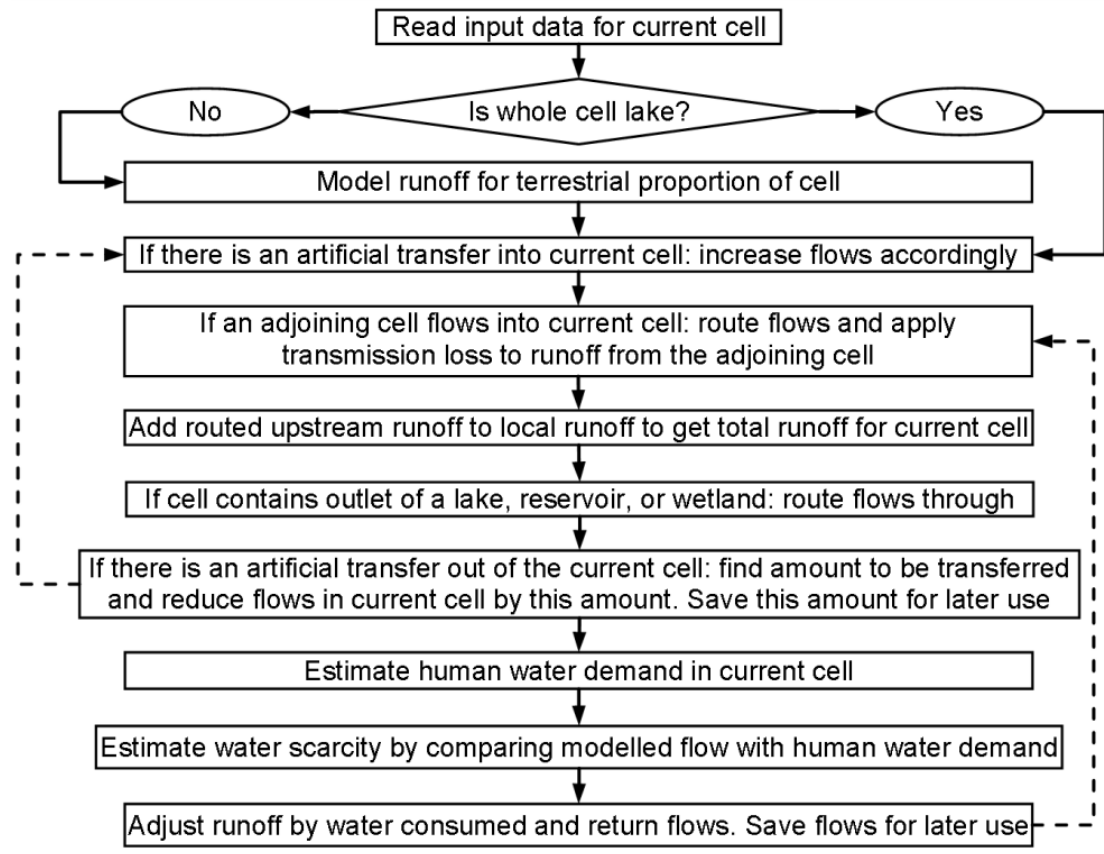 Read input data for current cell
No
Is whole cell lake?
Yes
Model runoff for terrestrial proportion of cell
If there is an artificial transfer into current cell: increase flows accordingly
If an adjoining cell flows into current cell: route flows and apply
transmission loss to runoff from the adjoining cell
Add routed upstream runoff to local runoff to get total runoff for current cell
If cell contains outlet of a lake, reservoir, or wetland: route flows through
If there is an artificial transfer out of the current cell: find amount to be transferred
and reduce flows in current cell by this amount. Save this amount for later use
Estimate human water demand in current cell
Estimate water scarcity by comparing modelled flow with human water demand
Adjust runoff by water consumed and return flows. Save flows for later use